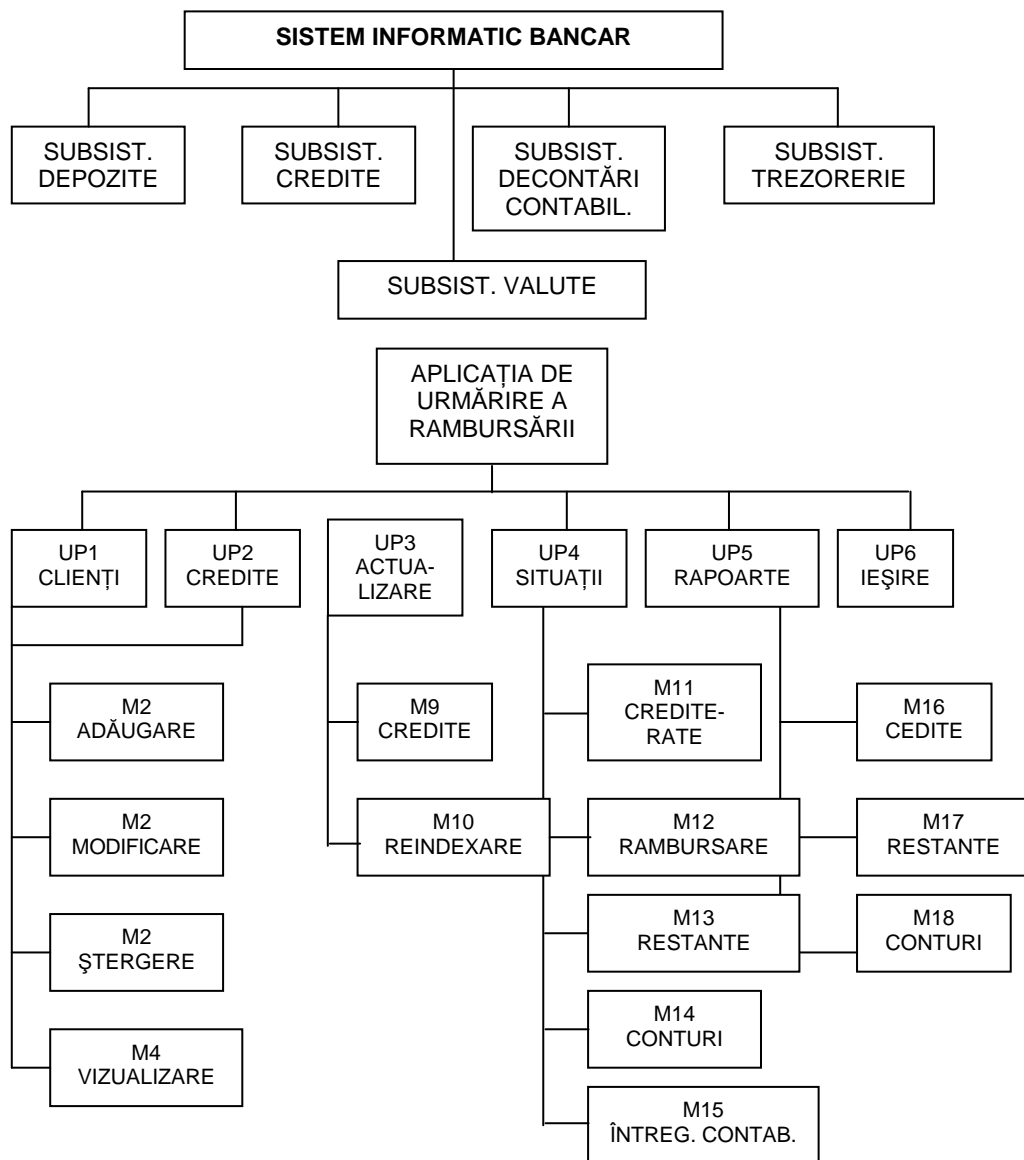 SISTEM INFORMATIC BANCAR
SUBSIST.
DEPOZITE
SUBSIST.
CREDITE
SUBSIST.
DECONTĂRI
CONTABIL.
SUBSIST.
TREZORERIE
SUBSIST. VALUTE
APLICAȚIA DE
URMĂRIRE A
RAMBURSĂRII
UP1
CLIENȚI
UP2
CREDITE
UP3
ACTUA-
LIZARE
UP4
SITUAȚII
UP5
RAPOARTE
UP6
IEŞIRE
M2
ADĂUGARE
M9
CREDITE
M11
CREDITE-
RATE
M16
CEDITE
M2
MODIFICARE
M10
REINDEXARE
M12
RAMBURSARE
M17
RESTANTE
M2
ŞTERGERE
M13
RESTANTE
M18
CONTURI
M4
VIZUALIZARE
M14
CONTURI
M15
ÎNTREG. CONTAB.